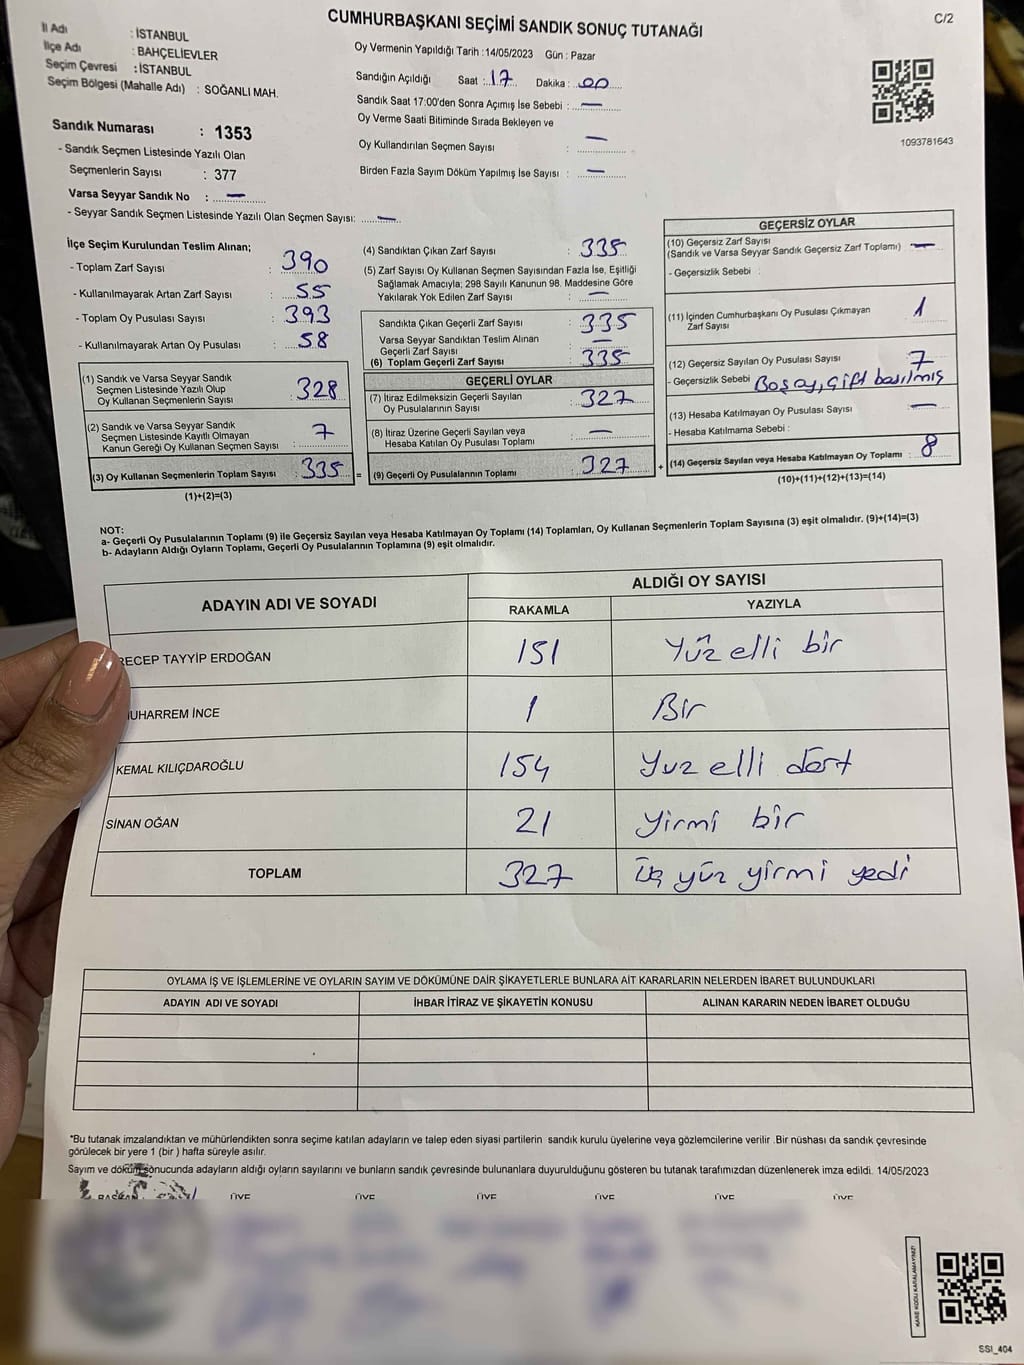 CUMHURBAŞKANI SEÇİMİ SANDIK SONUÇ TUTANAĞI
C/2
İl Adı : İSTANBUL
İlçe Adı : BAHÇELİEVLER
Seçim Çevresi : İSTANBUL
Seçim Bölgesi (Mahalle Adı) : SOĞANLI MAH.
Oy Vermenin Yapıldığı Tarih :14/05/2023 Gün : Pazar
Sandığın Açıldığı Saat : 17 Dakika : 00
Sandık Saat 17:00'den Sonra Açımış İse Sebebi : —
Oy Verme Saati Bitiminde Sırada Bekleyen ve
Oy Kullandırılan Seçmen Sayısı : —
Birden Fazla Sayım Döküm Yapılmış İse Sayısı : —
1093781643
Sandık Numarası : 1353
- Sandık Seçmen Listesinde Yazılı Olan
Seçmenlerin Sayısı : 377
Varsa Seyyar Sandık No : —
- Seyyar Sandık Seçmen Listesinde Yazılı Olan Seçmen Sayısı: —
İlçe Seçim Kurulundan Teslim Alınan;
- Toplam Zarf Sayısı : 390
- Kullanılmayarak Artan Zarf Sayısı : 55
- Toplam Oy Pusulası Sayısı : 393
- Kullanılmayarak Artan Oy Pusulası : 58
(1) Sandık ve Varsa Seyyar Sandık
Seçmen Listesinde Yazılı Olup
Oy Kullanan Seçmenlerin Sayısı : 328
(2) Sandık ve Varsa Seyyar Sandık
Seçmen Listesinde Kayıtlı Olmayan
Kanun Gereği Oy Kullanan Seçmen Sayısı : 7
(3) Oy Kullanan Seçmenlerin Toplam Sayısı : 335 =
(1)+(2)=(3)
(4) Sandıktan Çıkan Zarf Sayısı : 335
(5) Zarf Sayısı Oy Kullanan Seçmen Sayısından Fazla İse, Eşitliği
Sağlamak Amacıyla; 298 Sayılı Kanunun 98. Maddesine Göre
Yakılarak Yok Edilen Zarf Sayısı : —
Sandıkta Çıkan Geçerli Zarf Sayısı : 335
Varsa Seyyar Sandıktan Teslim Alınan
Geçerli Zarf Sayısı : —
(6) Toplam Geçerli Zarf Sayısı : 335
GEÇERLİ OYLAR
(7) İtiraz Edilmeksizin Geçerli Sayılan
Oy Pusulalarının Sayısı : 327
(8) İtiraz Üzerine Geçerli Sayılan veya
Hesaba Katılan Oy Pusulası Toplamı : —
(9) Geçerli Oy Pusulalarının Toplamı : 327 +
GEÇERSİZ OYLAR
(10) Geçersiz Zarf Sayısı
(Sandık ve Varsa Seyyar Sandık Geçersiz Zarf Toplamı) : —
- Geçersizlik Sebebi :
(11) İçinden Cumhurbaşkanı Oy Pusulası Çıkmayan
Zarf Sayısı : 1
(12) Geçersiz Sayılan Oy Pusulası Sayısı : 7
- Geçersizlik Sebebi Boş oy, çift basılmış
(13) Hesaba Katılmayan Oy Pusulası Sayısı : —
- Hesaba Katılmama Sebebi :
(14) Geçersiz Sayılan veya Hesaba Katılmayan Oy Toplamı : 8
(10)+(11)+(12)+(13)=(14)
NOT:
a- Geçerli Oy Pusulalarının Toplamı (9) ile Geçersiz Sayılan veya Hesaba Katılmayan Oy Toplamı (14) Toplamları, Oy Kullanan Seçmenlerin Toplam Sayısına (3) eşit olmalıdır. (9)+(14)=(3)
b- Adayların Aldığı Oyların Toplamı, Geçerli Oy Pusulalarının Toplamına (9) eşit olmalıdır.
ADAYIN ADI VE SOYADI
ALDIĞI OY SAYISI
RAKAMLA YAZIYLA
RECEP TAYYİP ERDOĞAN 151 Yüz elli bir
MUHARREM İNCE 1 Bir
KEMAL KILIÇDAROĞLU 154 Yuz elli dört
SİNAN OĞAN 21 yirmi bir
TOPLAM 327 üç yüz yirmi yedi
OYLAMA İŞ VE İŞLEMLERİNE VE OYLARIN SAYIM VE DÖKÜMÜNE DAİR ŞİKAYETLERLE BUNLARA AİT KARARLARIN NELERDEN İBARET BULUNDUKLARI
ADAYIN ADI VE SOYADI İHBAR İTİRAZ VE ŞİKAYETİN KONUSU ALINAN KARARIN NEDEN İBARET OLDUĞU
*Bu tutanak imzalandıktan ve mühürlendikten sonra seçime katılan adayların ve talep eden siyasi partilerin sandık kurulu üyelerine veya gözlemcilerine verilir .Bir nüshası da sandık çevresinde
görülecek bir yere 1 (bir ) hafta süreyle asılır.
Sayım ve döküm sonucunda adayların aldığı oyların sayılarını ve bunların sandık çevresinde bulunanlara duyurulduğunu gösteren bu tutanak tarafımızdan düzenlenerek imza edildi. 14/05/2023
BAŞKAN ÜYE ÜYE ÜYE ÜYE ÜYE ÜYE
KARE KODU KARALAMAYINIZ!
SSI_404